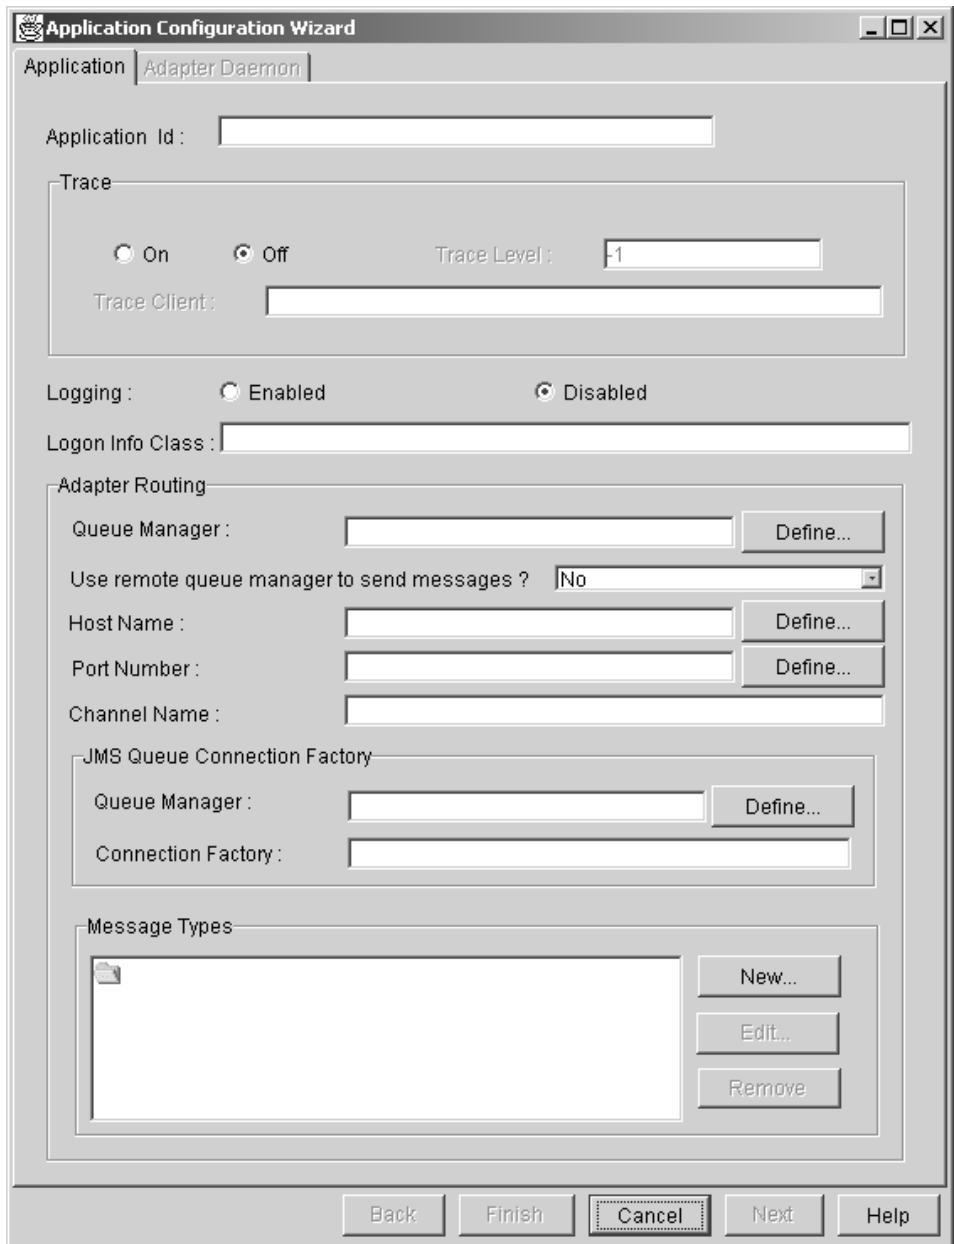 Application Configuration Wizard
Application Adapter Daemon
Application Id :
Trace
On Off Trace Level : -1
Trace Client :
Logging : Enabled Disabled
Logon Info Class :
Adapter Routing
Queue Manager : Define...
Use remote queue manager to send messages ? No
Host Name : Define...
Port Number : Define...
Channel Name :
JMS Queue Connection Factory
Queue Manager : Define...
Connection Factory :
Message Types
New...
Edit...
Remove
Back Finish Cancel Next Help